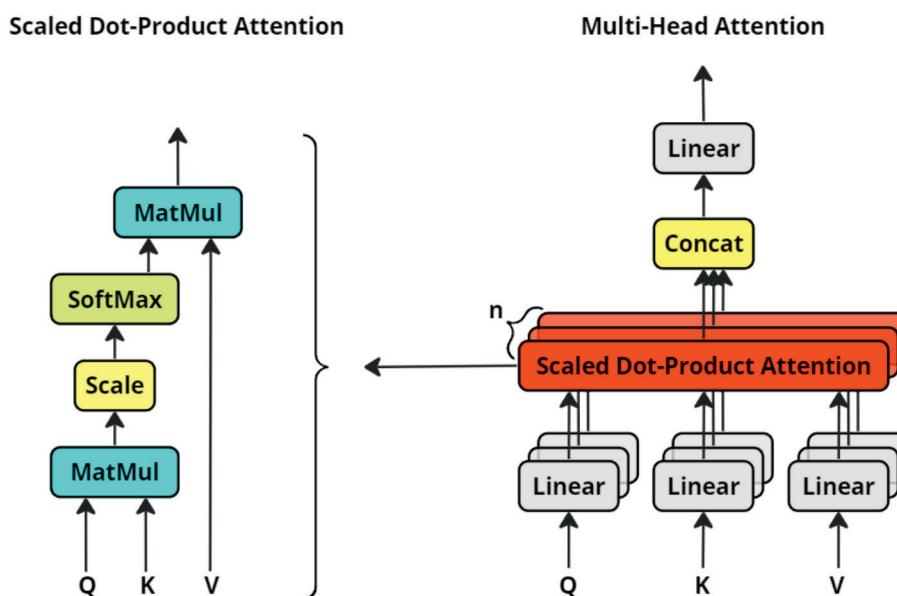 Scaled Dot-Product Attention
MatMul
SoftMax
Scale
MatMul
Q K V
Multi-Head Attention
Linear
Concat
n
Scaled Dot-Product Attention
Linear Linear Linear
Q K V